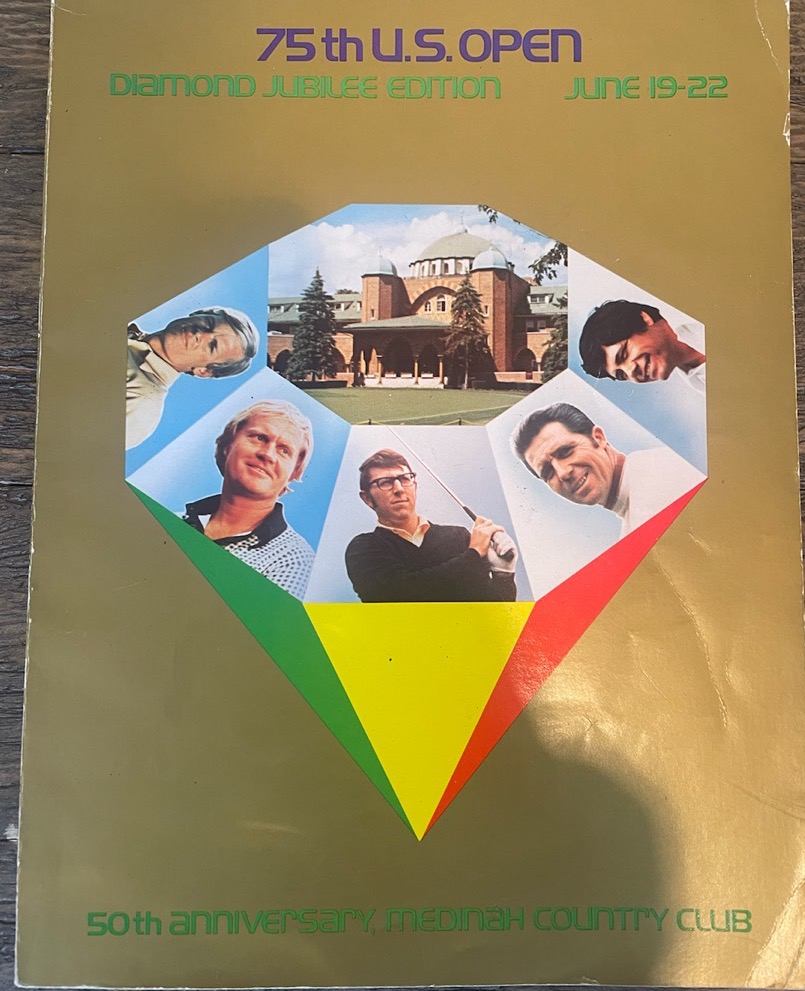 75th U.S. OPEN
DIAMOND JUBILEE EDITION JUNE 19-22
50th ANNIVERSARY, MEDINAH COUNTRY CLUB